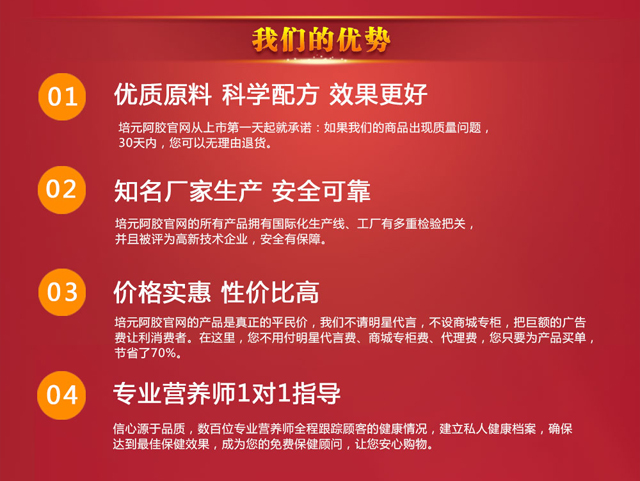 我们的优势
01
优质原料 科学配方 效果更好
培元阿胶官网从上市第一天起就承诺：如果我们的商品出现质量问题，
30天内，您可以无理由退货。
02
知名厂家生产 安全可靠
培元阿胶官网的所有产品拥有国际化生产线、工厂有多重检验把关，
并且被评为高新技术企业，安全有保障。
03
价格实惠 性价比高
培元阿胶官网的产品是真正的平民价，我们不请明星代言，不设商城专柜，把巨额的广告
费让利消费者。在这里，您不用付明星代言费、商城专柜费、代理费，您只要为产品买单，
节省了70%。
04
专业营养师1对1指导
信心源于品质，数百位专业营养师全程跟踪顾客的健康情况，建立私人健康档案，确保
达到最佳保健效果，成为您的免费保健顾问，让您安心购物。